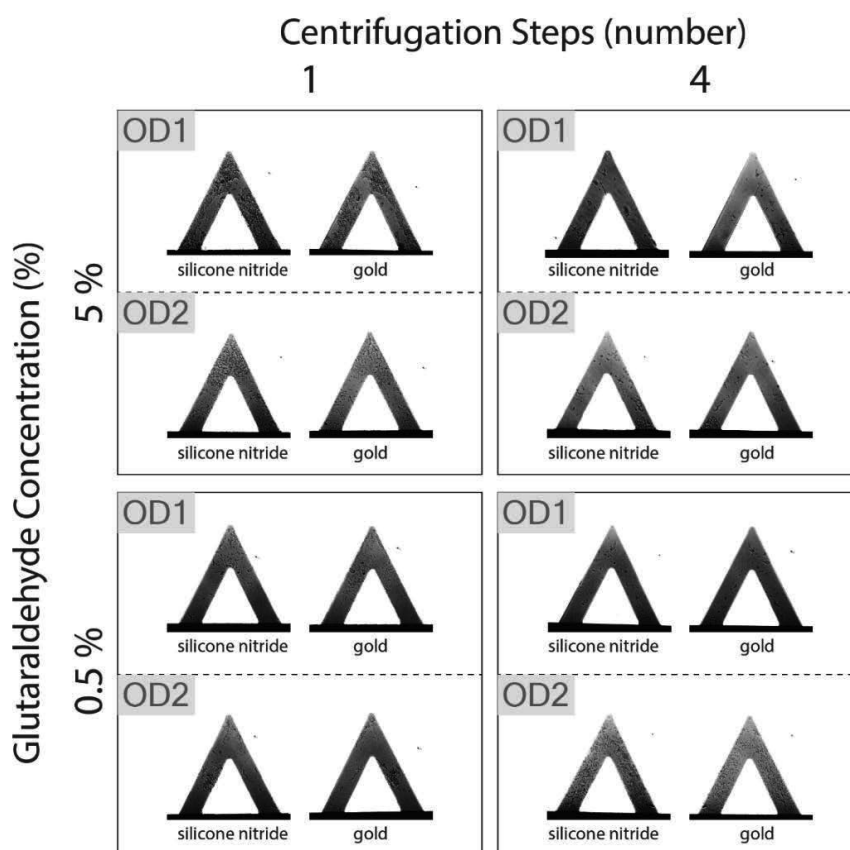 Centrifugation Steps (number)
1 4
Glutaraldehyde Concentration (%)
5 %
OD1 OD1
silicone nitride gold silicone nitride gold
OD2 OD2
silicone nitride gold silicone nitride gold
0.5 %
OD1 OD1
silicone nitride gold silicone nitride gold
OD2 OD2
silicone nitride gold silicone nitride gold